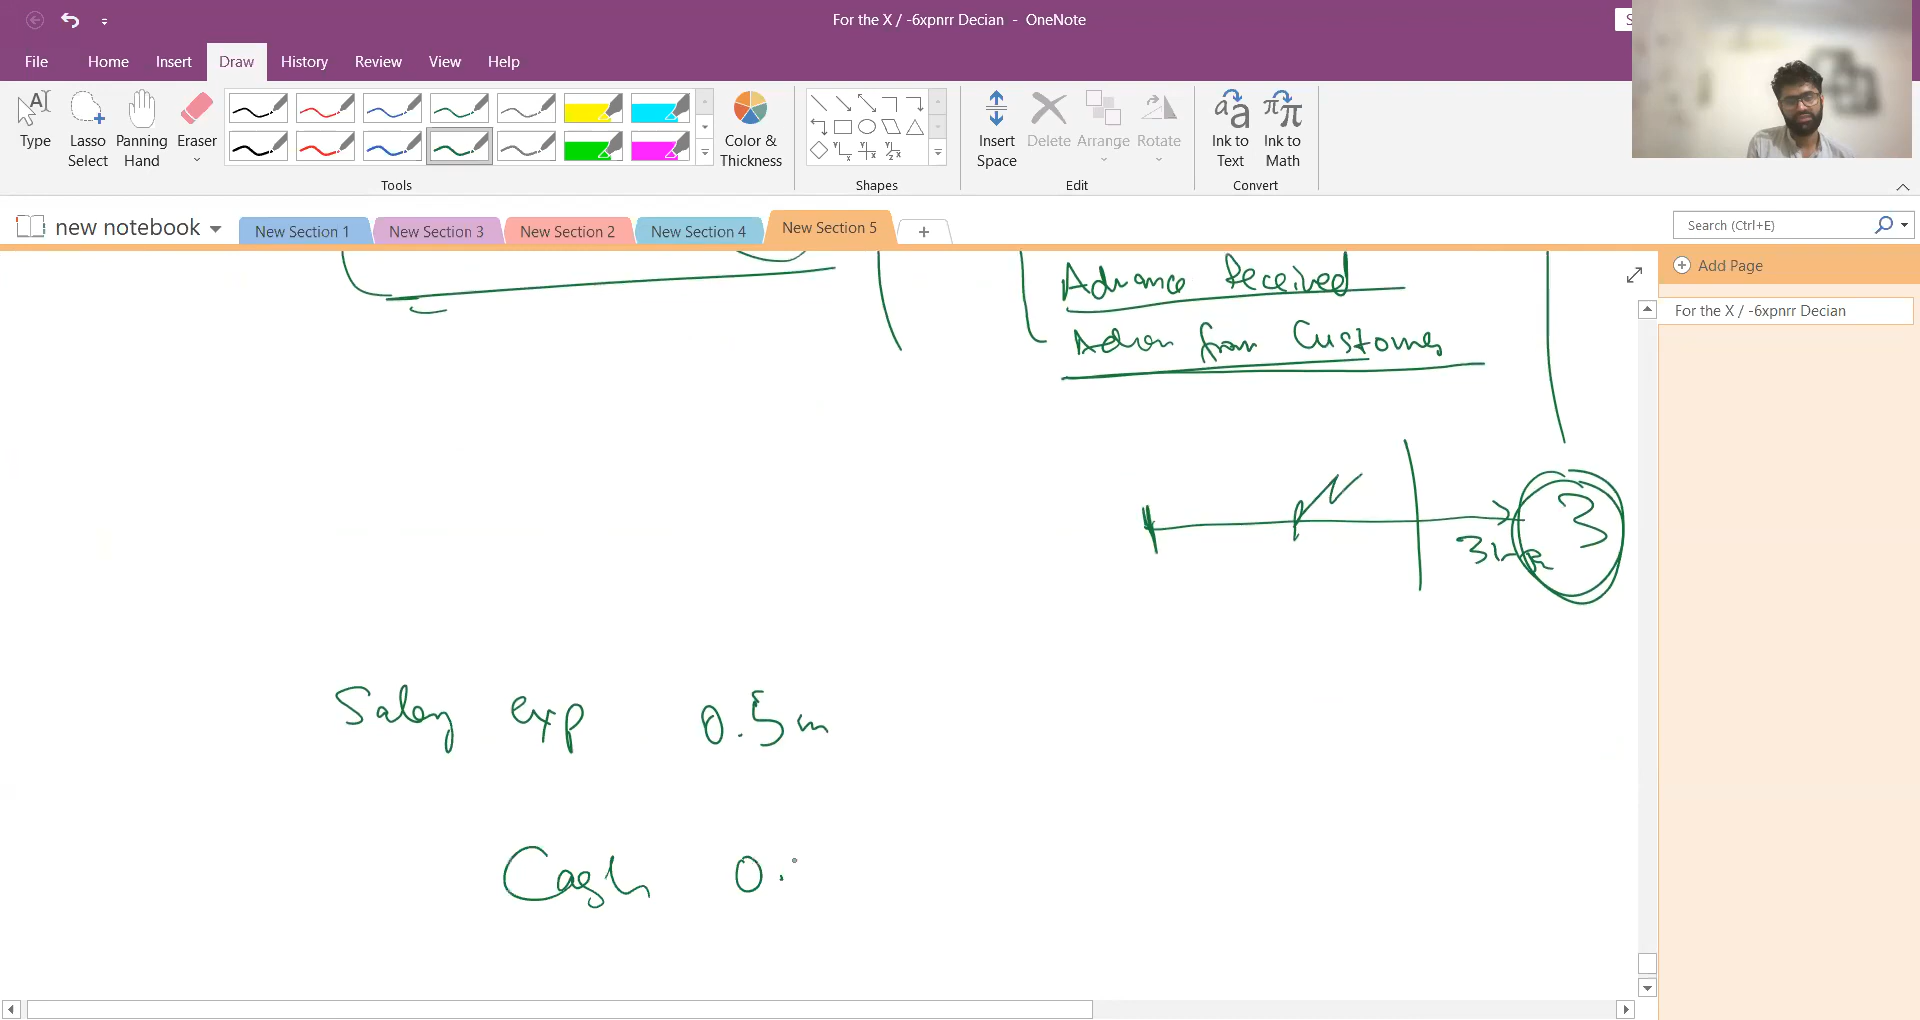 For the X / -6xpnrr Decian - OneNote
S
File Home Insert Draw History Review View Help
Type
Lasso Select
Panning Hand
Eraser
Color & Thickness
Insert Space
Delete
Arrange
Rotate
Ink to Text
Ink to Math
Tools
Shapes
Edit
Convert
new notebook
New Section 1
New Section 3
New Section 2
New Section 4
New Section 5
Search (Ctrl+E)
Add Page
For the X / -6xpnrr Decian
Advance Received
from Customer
3
Salary exp 0.5m
Cash 0.